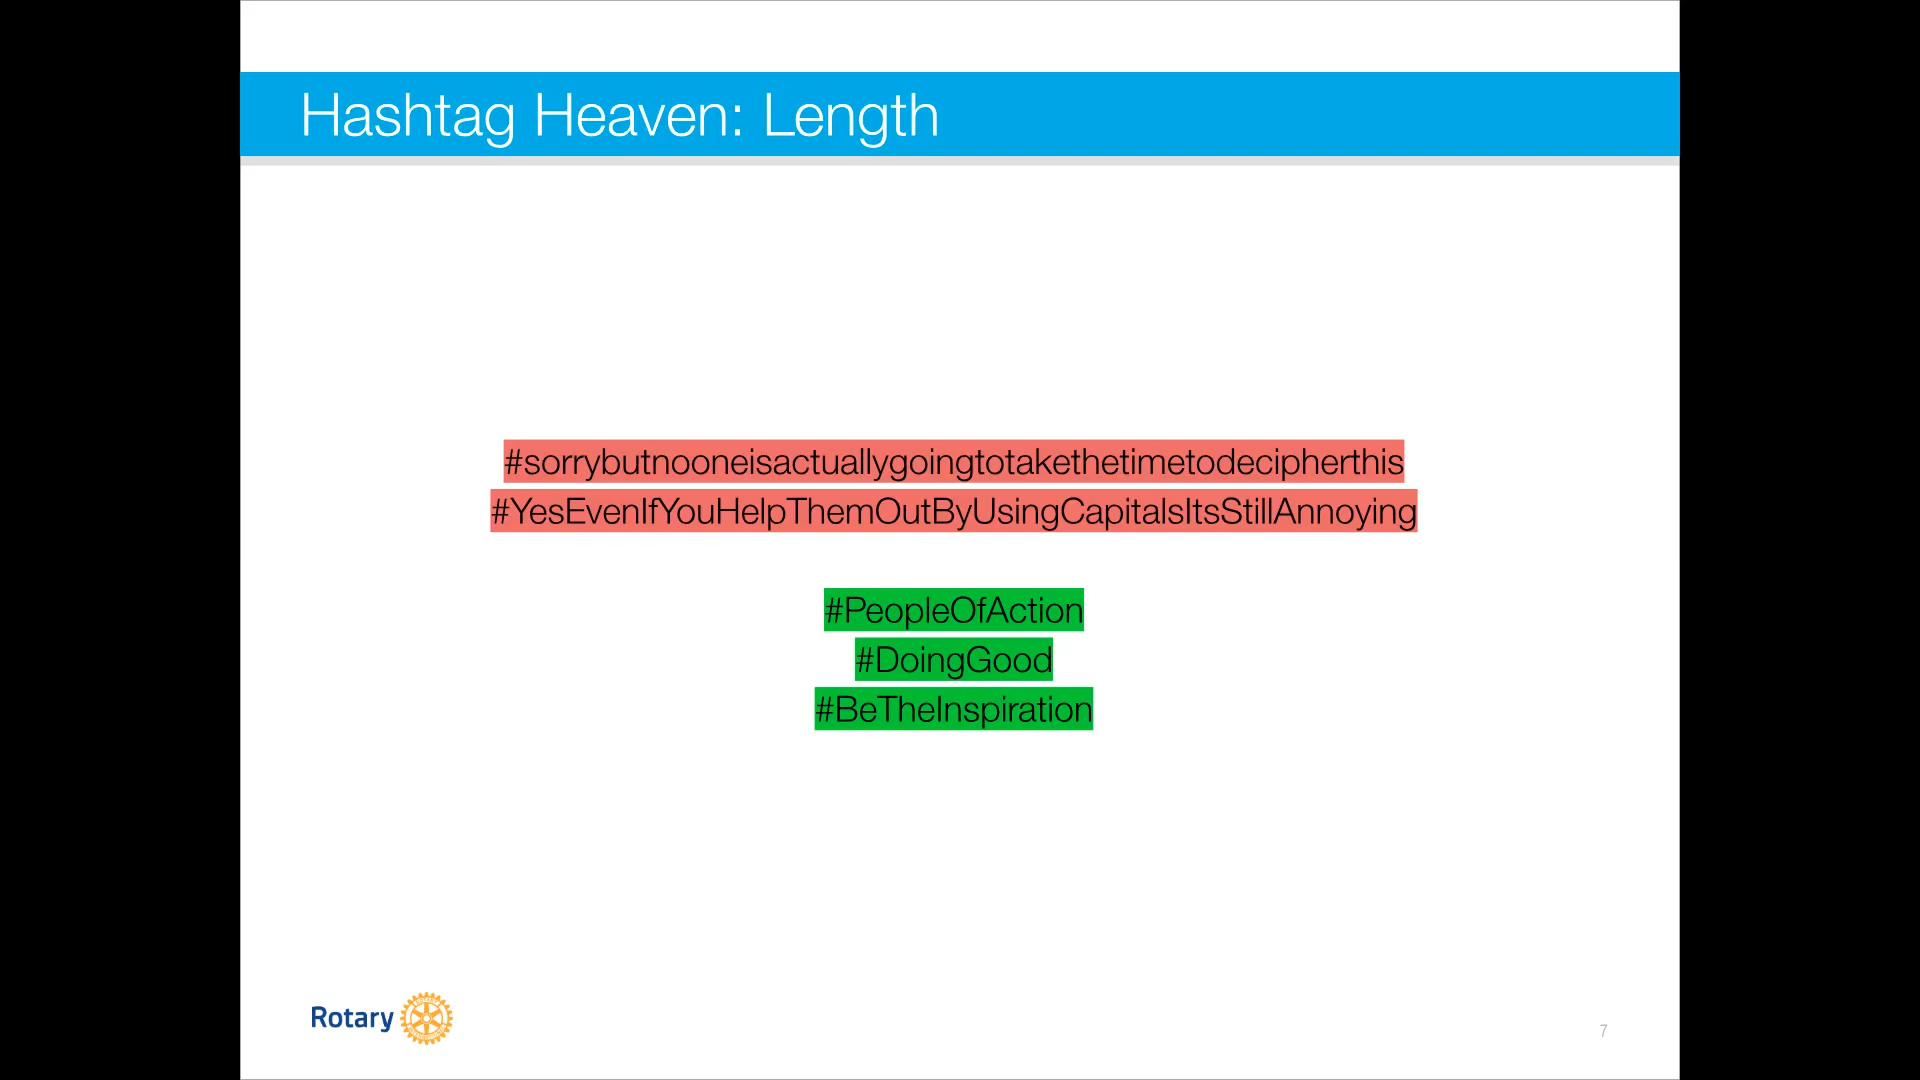 Hashtag Heaven: Length
#sorrybutnooneisactuallygoingtotakethetimetodecipherthis
#YesEvenIfYouHelpThemOutByUsingCapitalsItsStillAnnoying
#PeopleOfAction
#DoingGood
#BeTheInspiration
Rotary
7